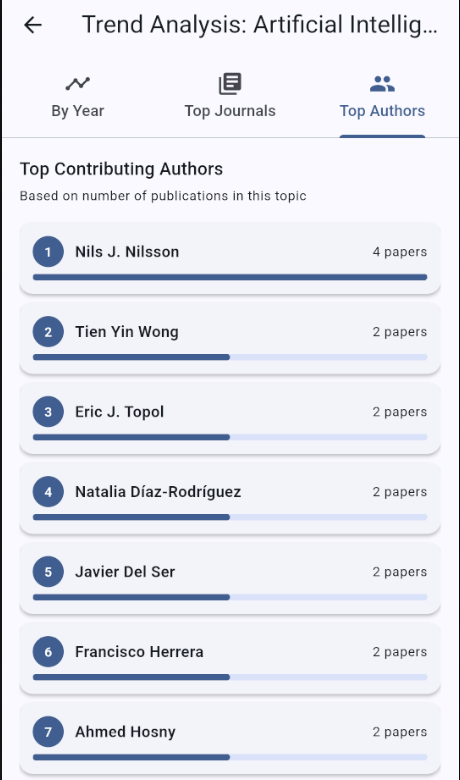 Trend Analysis: Artificial Intellig...
By Year
Top Journals
Top Authors
Top Contributing Authors
Based on number of publications in this topic
1 Nils J. Nilsson 4 papers
2 Tien Yin Wong 2 papers
3 Eric J. Topol 2 papers
4 Natalia Díaz-Rodríguez 2 papers
5 Javier Del Ser 2 papers
6 Francisco Herrera 2 papers
7 Ahmed Hosny 2 papers